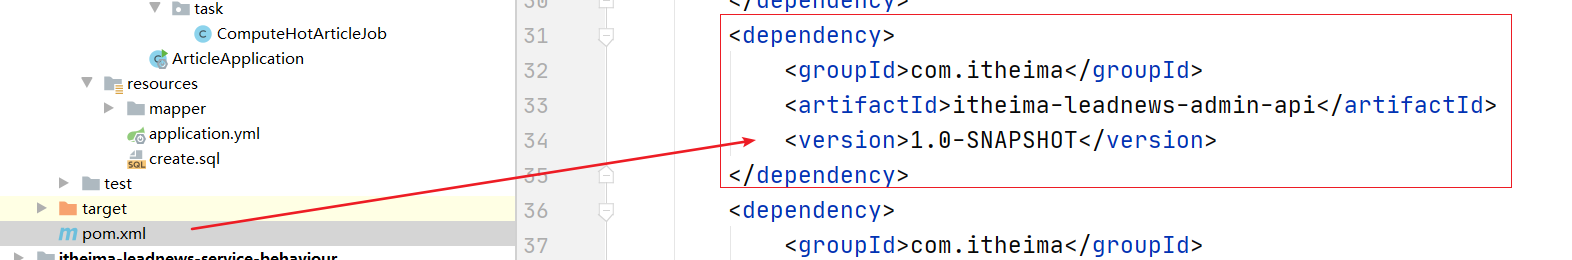 task
ComputeHotArticleJob
ArticleApplication
resources
mapper
application.yml
create.sql
test
target
pom.xml
itheima-leadnews-service-behaviour
30 </dependency>
31 <dependency>
32 <groupId>com.itheima</groupId>
33 <artifactId>itheima-leadnews-admin-api</artifactId>
34 <version>1.0-SNAPSHOT</version>
35 </dependency>
36 <dependency>
37 <groupId>com.itheima</groupId>